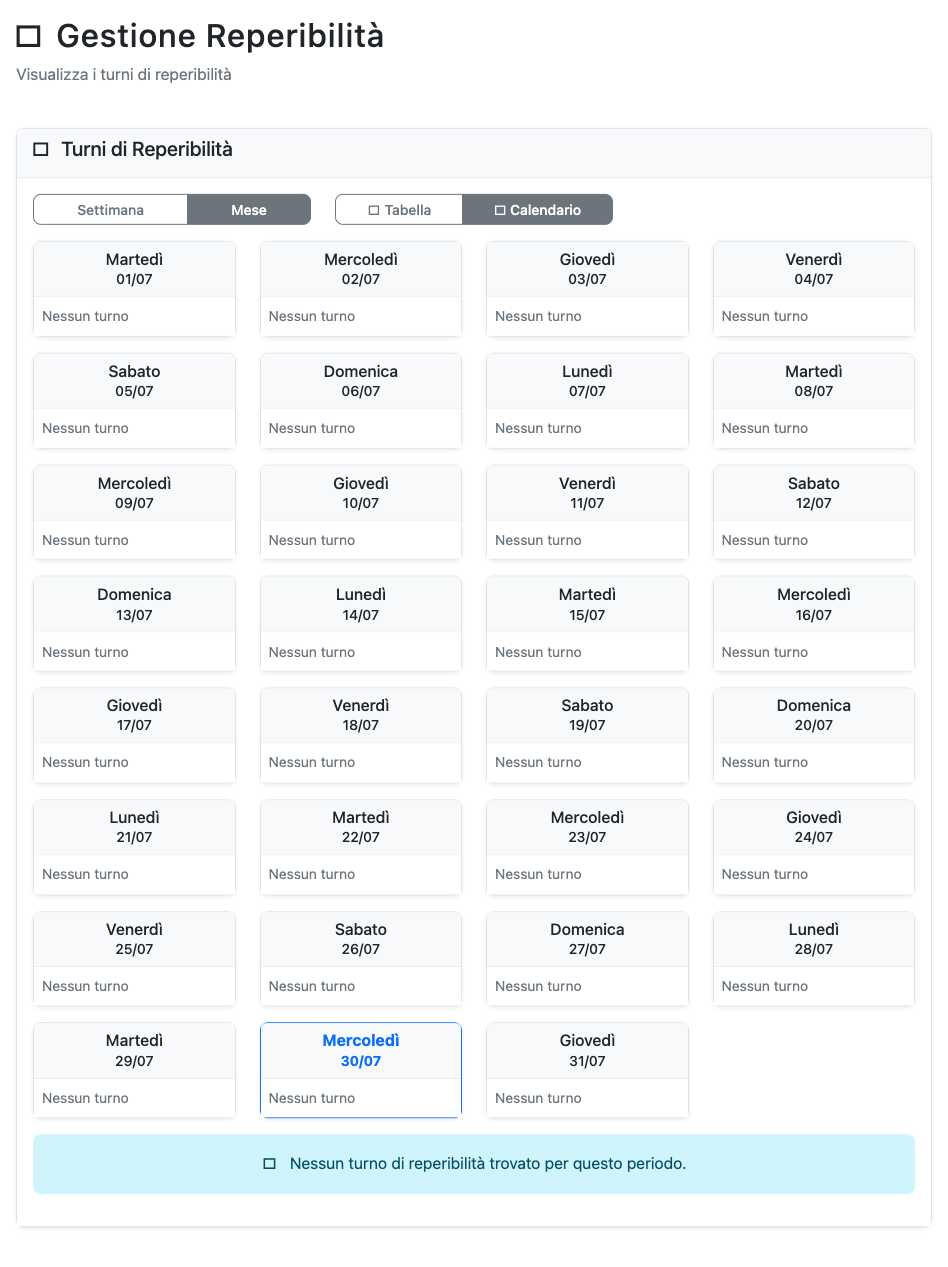 Gestione Reperibilità
Visualizza i turni di reperibilità
Turni di Reperibilità
Settimana Mese Tabella Calendario
Martedì Mercoledì Giovedì Venerdì
01/07 02/07 03/07 04/07
Nessun turno Nessun turno Nessun turno Nessun turno
Sabato Domenica Lunedì Martedì
05/07 06/07 07/07 08/07
Nessun turno Nessun turno Nessun turno Nessun turno
Mercoledì Giovedì Venerdì Sabato
09/07 10/07 11/07 12/07
Nessun turno Nessun turno Nessun turno Nessun turno
Domenica Lunedì Martedì Mercoledì
13/07 14/07 15/07 16/07
Nessun turno Nessun turno Nessun turno Nessun turno
Giovedì Venerdì Sabato Domenica
17/07 18/07 19/07 20/07
Nessun turno Nessun turno Nessun turno Nessun turno
Lunedì Martedì Mercoledì Giovedì
21/07 22/07 23/07 24/07
Nessun turno Nessun turno Nessun turno Nessun turno
Venerdì Sabato Domenica Lunedì
25/07 26/07 27/07 28/07
Nessun turno Nessun turno Nessun turno Nessun turno
Martedì Mercoledì Giovedì
29/07 30/07 31/07
Nessun turno Nessun turno Nessun turno
Nessun turno di reperibilità trovato per questo periodo.